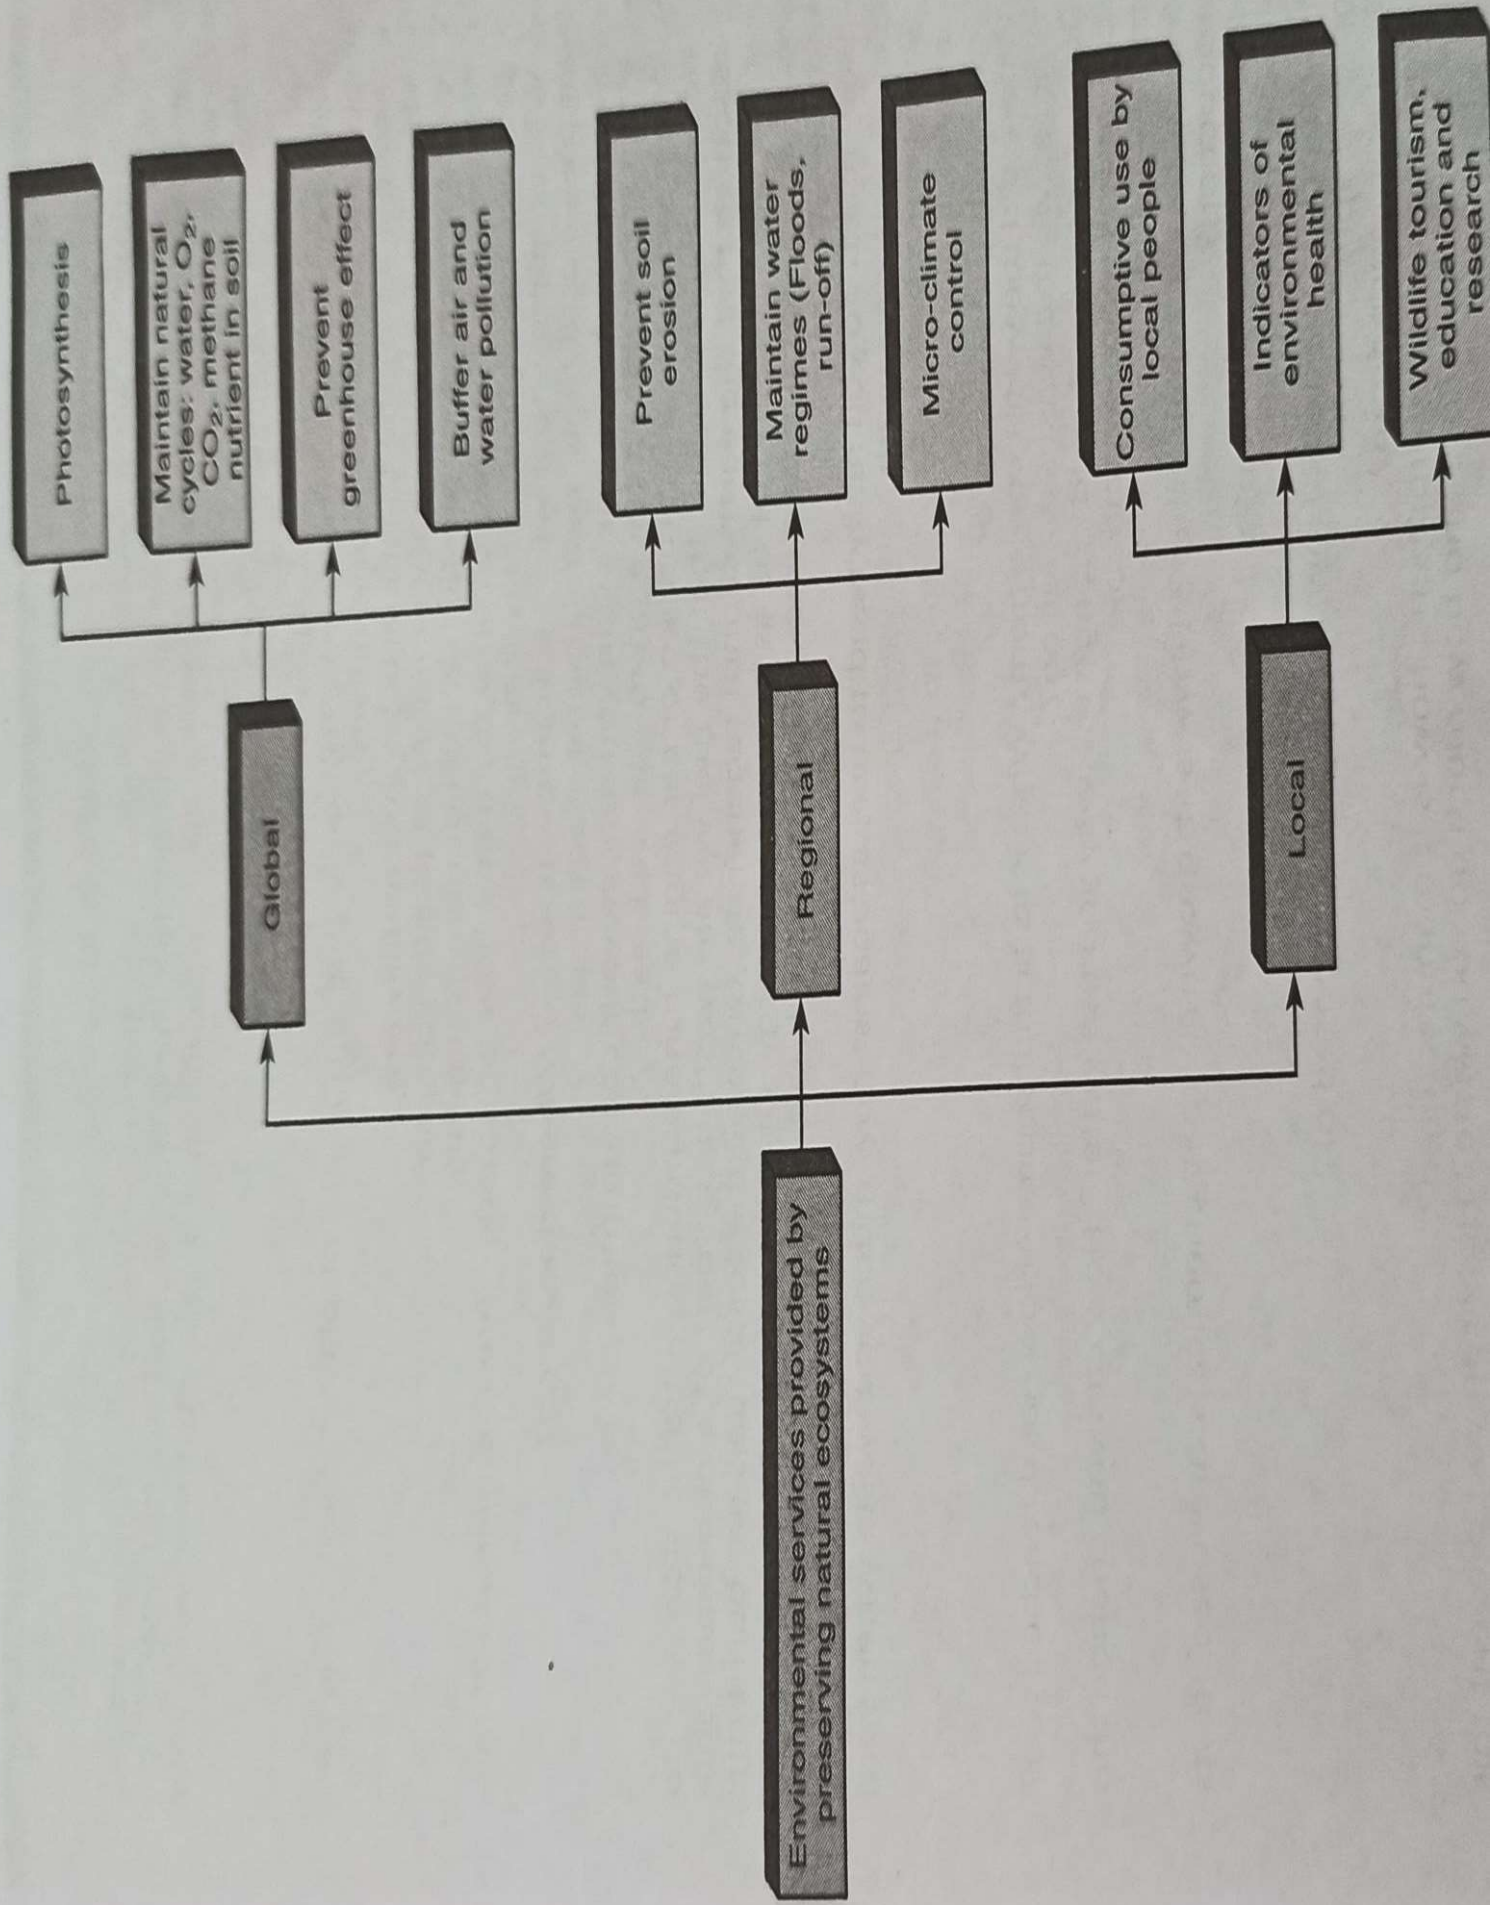 Environmental services provided by
preserving natural ecosystems
Global
Photosynthesis
Maintain natural
cycles: water, O₂,
CO₂, methane
nutrient in soil
Prevent
greenhouse effect
Buffer air and
water pollution
Regional
Prevent soil
erosion
Maintain water
regimes (Floods,
run-off)
Micro-climate
control
Local
Consumptive use by
local people
Indicators of
environmental
health
Wildlife tourism,
education and
research